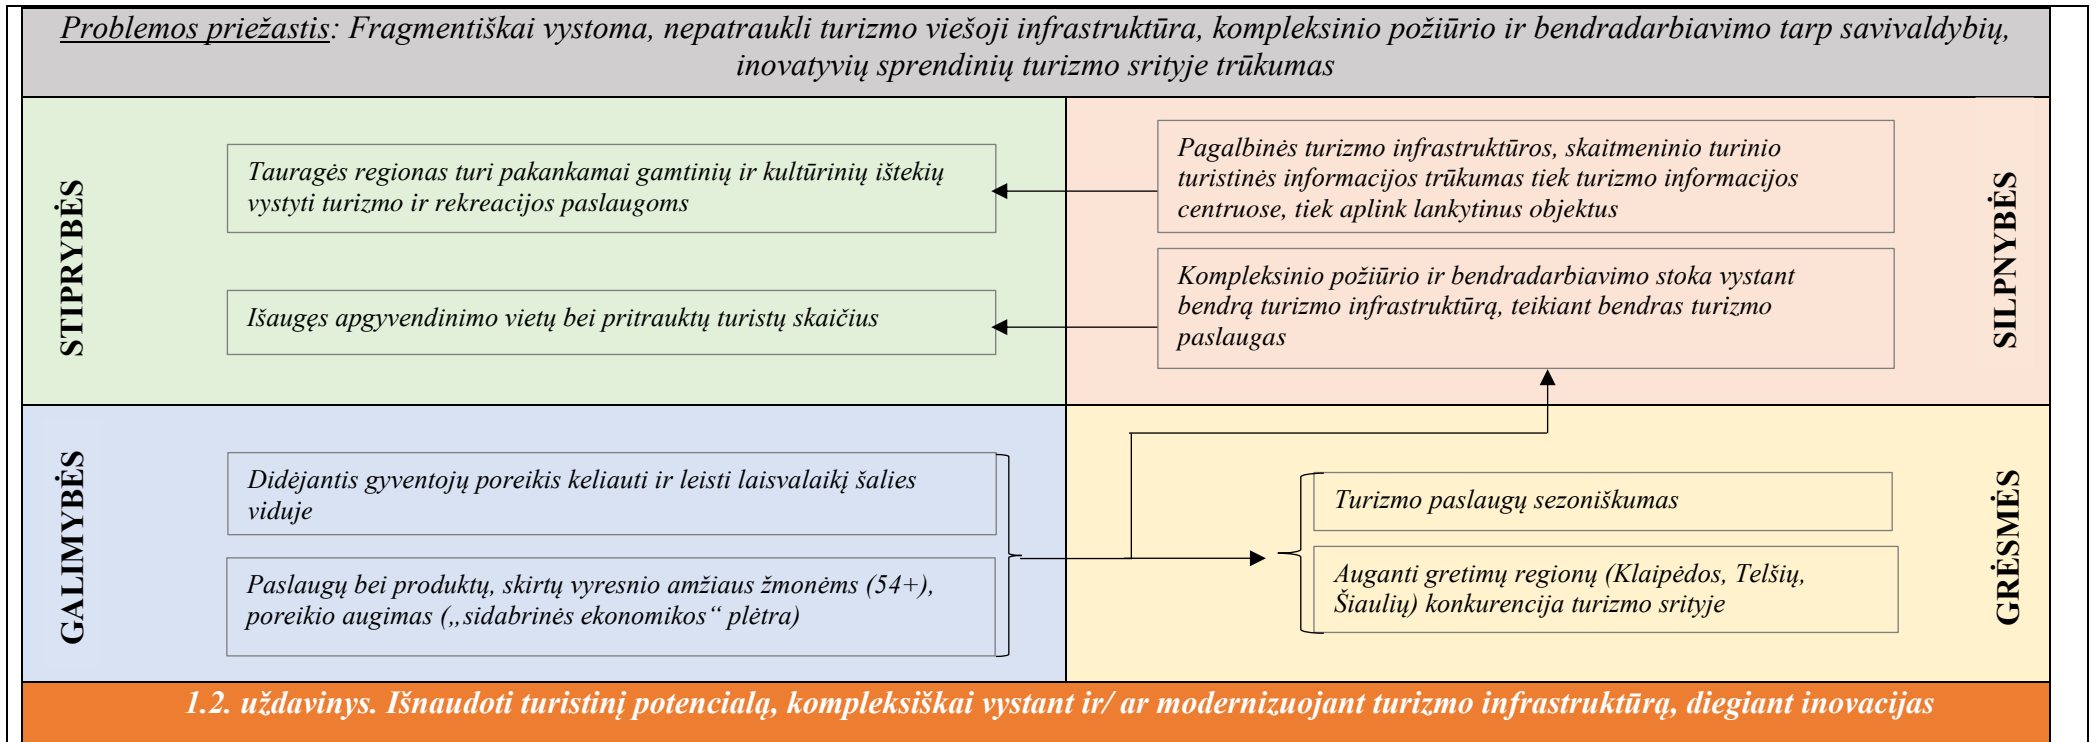 Problemos priežastis: Fragmentiškai vystoma, nepatraukli turizmo viešoji infrastruktūra, kompleksinio požiūrio ir bendradarbiavimo tarp savivaldybių,
inovatyvių sprendinių turizmo srityje trūkumas
STIPRYBĖS
Tauragės regionas turi pakankamai gamtinių ir kultūrinių ištekių
vystyti turizmo ir rekreacijos paslaugoms
Išaugęs apgyvendinimo vietų bei pritrauktų turistų skaičius
Pagalbinės turizmo infrastruktūros, skaitmeninio turinio
turistinės informacijos trūkumas tiek turizmo informacijos
centruose, tiek aplink lankytinus objektus
Kompleksinio požiūrio ir bendradarbiavimo stoka vystant
bendrą turizmo infrastruktūrą, teikiant bendras turizmo
paslaugas
SILPNYBĖS
GALIMYBĖS
Didėjantis gyventojų poreikis keliauti ir leisti laisvalaikį šalies
viduje
Paslaugų bei produktų, skirtų vyresnio amžiaus žmonėms (54+),
poreikio augimas („sidabrinės ekonomikos“ plėtra)
Turizmo paslaugų sezoniškumas
Auganti gretimų regionų (Klaipėdos, Telšių,
Šiaulių) konkurencija turizmo srityje
GRĖSMĖS
1.2. uždavinys. Išnaudoti turistinį potencialą, kompleksiškai vystant ir/ ar modernizuojant turizmo infrastruktūrą, diegiant inovacijas